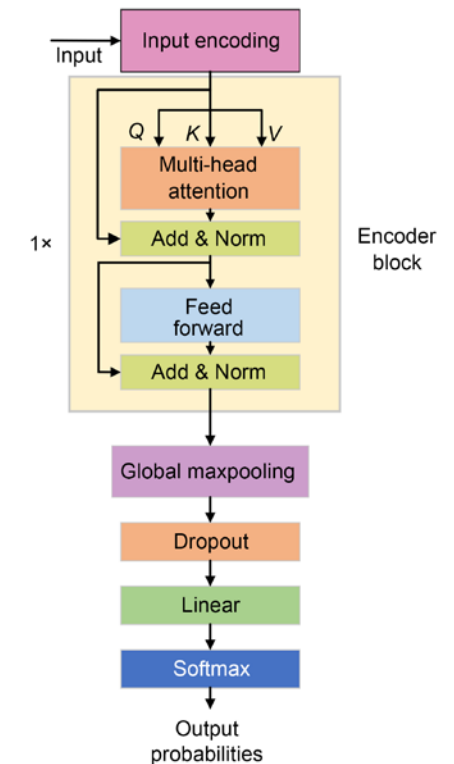 Input encoding
Input
Q K V
Multi-head
attention
Add & Norm
1×
Encoder
block
Feed
forward
Add & Norm
Global maxpooling
Dropout
Linear
Softmax
Output
probabilities